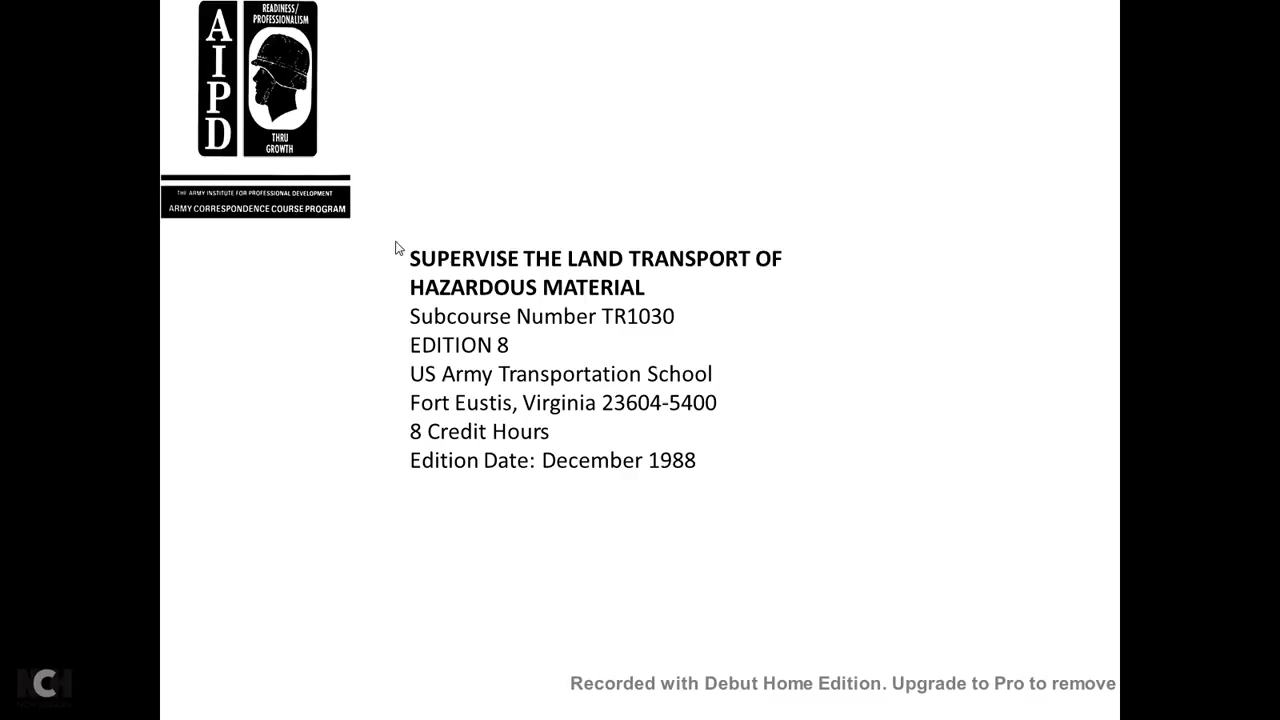 READINESS/
PROFESSIONALISM
AIPD
THRU
GROWTH
THE ARMY INSTITUTE FOR PROFESSIONAL DEVELOPMENT
ARMY CORRESPONDENCE COURSE PROGRAM
SUPERVISE THE LAND TRANSPORT OF
HAZARDOUS MATERIAL
Subcourse Number TR1030
EDITION 8
US Army Transportation School
Fort Eustis, Virginia 23604-5400
8 Credit Hours
Edition Date: December 1988
NCH
Recorded with Debut Home Edition. Upgrade to Pro to remove